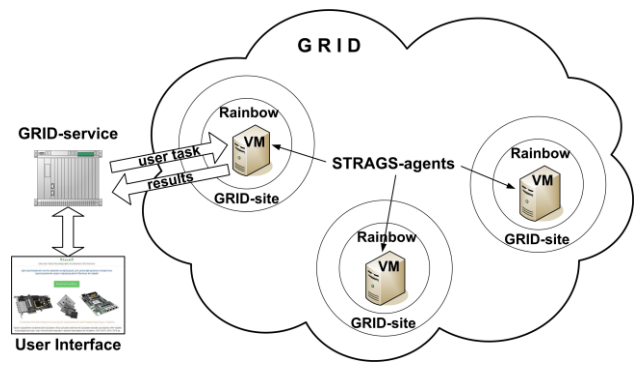 GRID
Rainbow
VM
GRID-site
GRID-service
user task
results
STRAGS-agents
Rainbow
VM
GRID-site
Rainbow
VM
GRID-site
User Interface